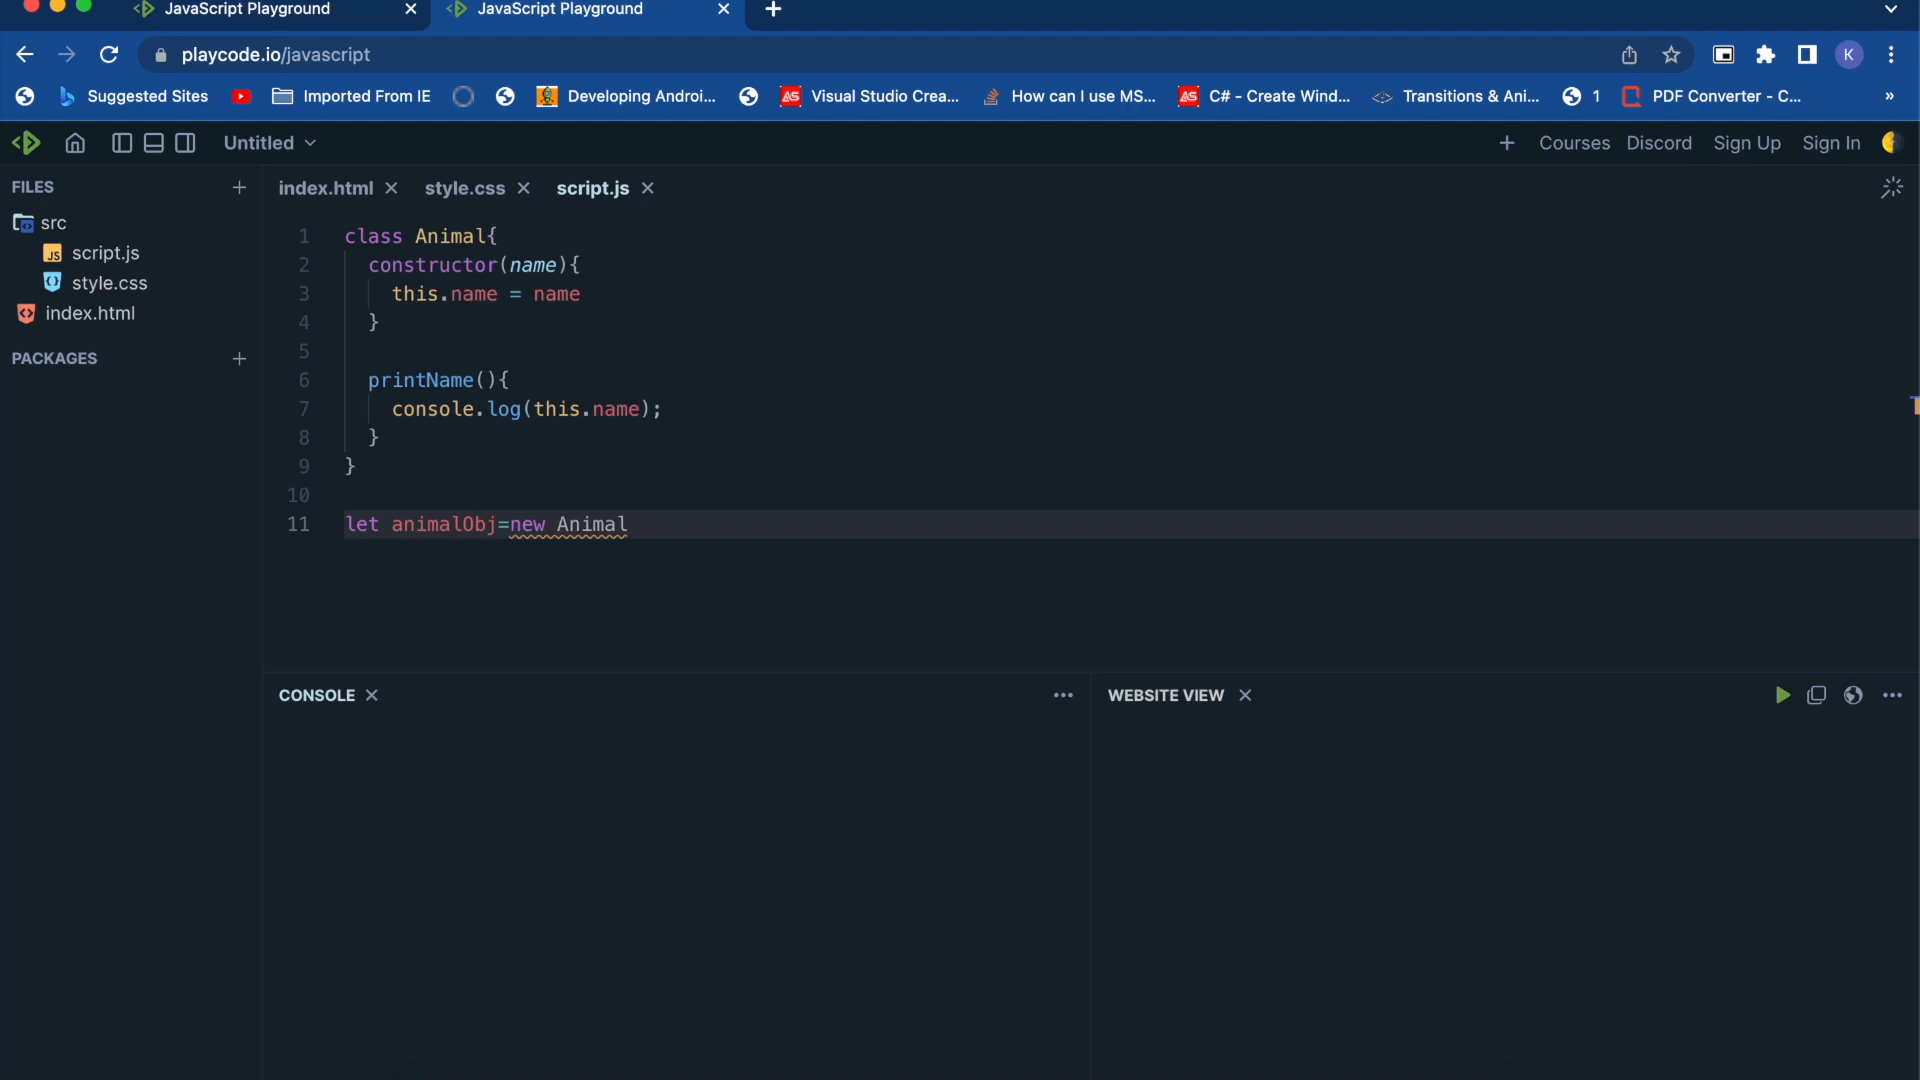 JavaScript Playground
JavaScript Playground
playcode.io/javascript
K
Suggested Sites
Imported From IE
Developing Androi...
Visual Studio Crea...
How can I use MS...
C# - Create Wind...
Transitions & Ani...
1
PDF Converter - C...
»
Untitled
Courses
Discord
Sign Up
Sign In
FILES
index.html
style.css
script.js
src
script.js
style.css
index.html
PACKAGES
1 class Animal{
2 constructor(name){
3 this.name = name
4 }
5
6 printName(){
7 console.log(this.name);
8 }
9 }
10
11 let animalObj=new Animal
CONSOLE
WEBSITE VIEW